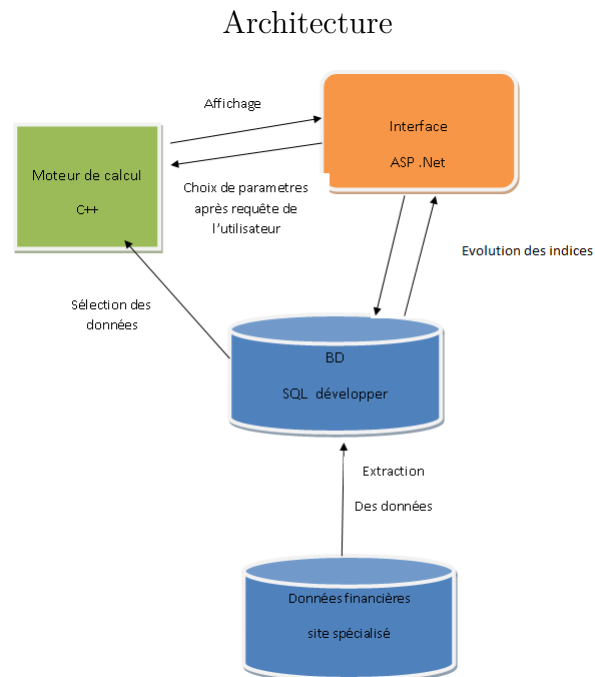 Architecture
Affichage
Interface
ASP .Net
Moteur de calcul
C++
Choix de parametres
après requête de
l'utilisateur
Evolution des indices
Sélection des
données
BD
SQL développer
Extraction
Des données
Données financières
site spécialisé